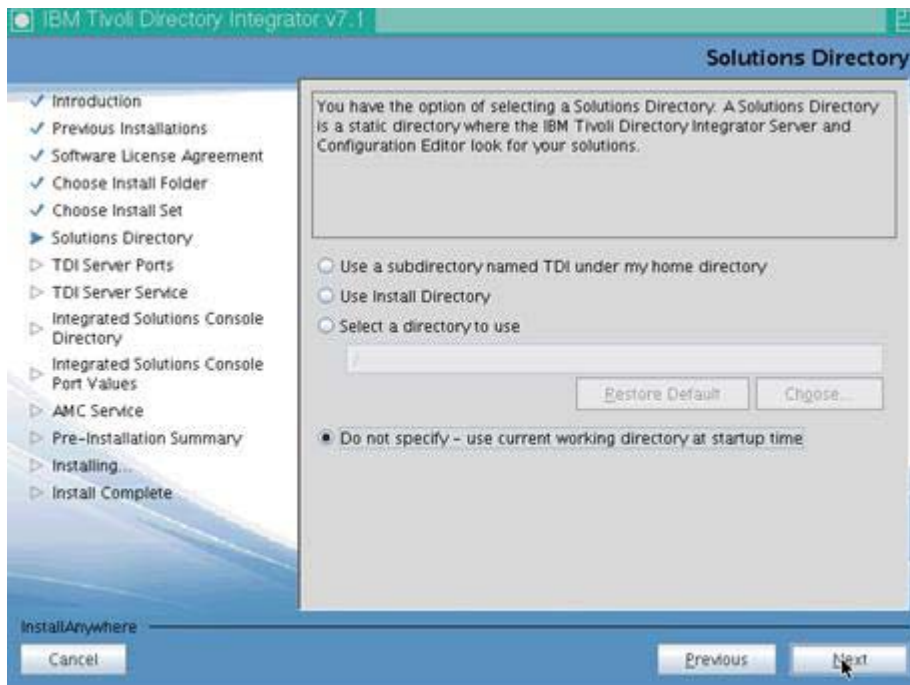 IBM Tivoli Directory Integrator v7.1
Solutions Directory
Introduction
Previous Installations
Software License Agreement
Choose Install Folder
Choose Install Set
Solutions Directory
TDI Server Ports
TDI Server Service
Integrated Solutions Console
Directory
Integrated Solutions Console
Port Values
AMC Service
Pre-Installation Summary
Installing...
Install Complete
You have the option of selecting a Solutions Directory. A Solutions Directory
is a static directory where the IBM Tivoli Directory Integrator Server and
Configuration Editor look for your solutions.
Use a subdirectory named TDI under my home directory
Use Install Directory
Select a directory to use
/
Restore Default
Choose...
Do not specify - use current working directory at startup time
InstallAnywhere
Cancel
Previous
Next